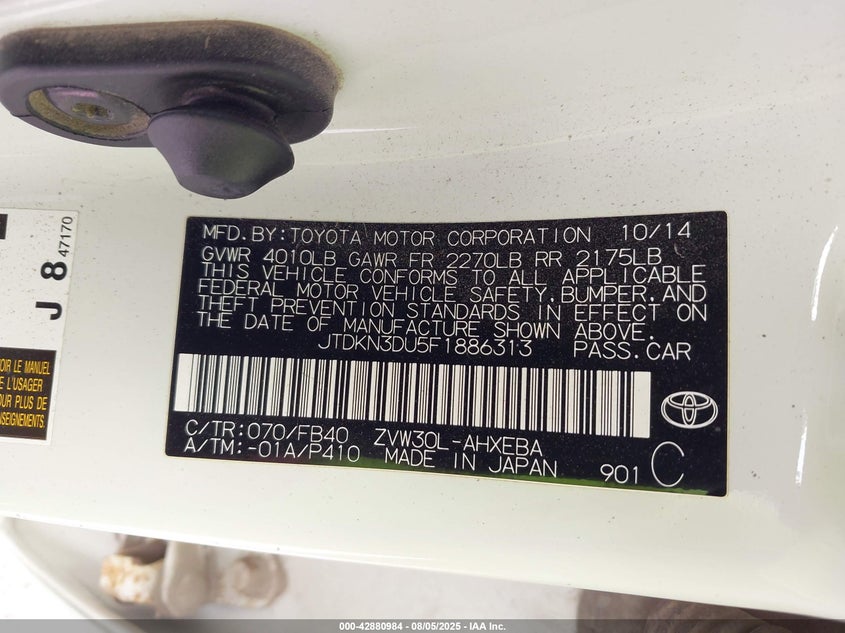 47170
J 8
OIR LE MANUEL
E L'USAGER
OUR PLUS DE
SEIGNEMENTS.
MFD.BY:TOYOTA MOTOR CORPORATION 10/14
GVWR 4010LB GAWR FR 2270LB RR 2175LB
THIS VEHICLE CONFORMS TO ALL APPLICABLE
FEDERAL MOTOR VEHICLE SAFETY,BUMPER,AND
THEFT PREVENTION STANDARDS IN EFFECT ON
THE DATE OF MANUFACTURE SHOWN ABOVE.
JTDKN3DU5F1886313 PASS.CAR
C/TR:070/FB40 ZVW30L-AHXEBA
A/TM:-01A/P410 MADE IN JAPAN 901 C
000-42880984 - 08/05/2025 - IAA Inc.